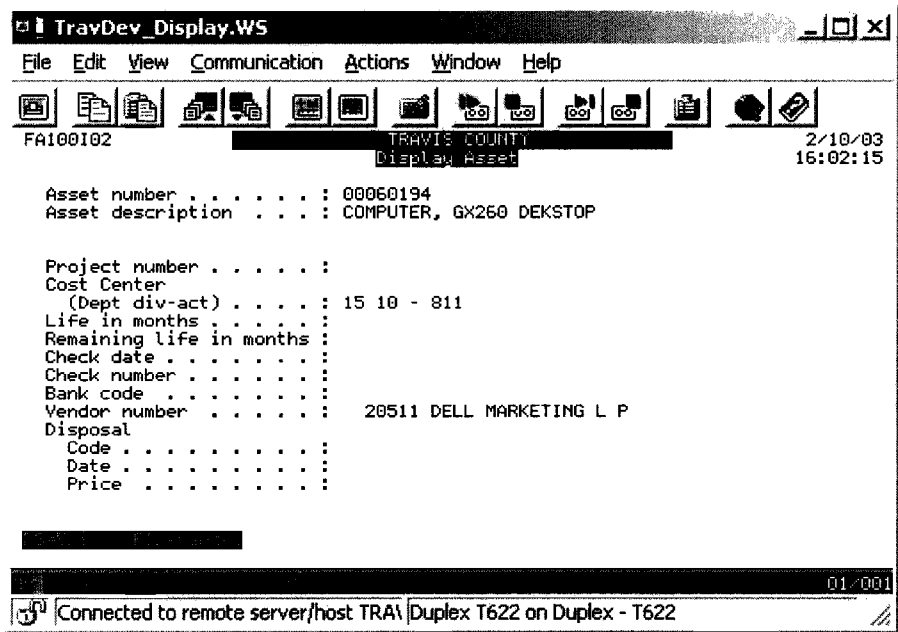 TravDev_Display.WS
File Edit View Communication Actions Window Help
FA100I02 TRAVIS COUNTY 2/10/03
Display Asset 16:02:15
Asset number . . . . . . : 00060194
Asset description . . . : COMPUTER, GX260 DEKSTOP
Project number . . . . . :
Cost Center
(Dept div-act) . . . . : 15 10 - 811
Life in months . . . . . :
Remaining life in months :
Check date . . . . . . . :
Check number . . . . . . :
Bank code . . . . . . . :
Vendor number . . . . . : 20511 DELL MARKETING L P
Disposal
Code . . . . . . . . . :
Date . . . . . . . . . :
Price . . . . . . . . :
01/001
Connected to remote server/host TRAV Duplex T622 on Duplex - T622